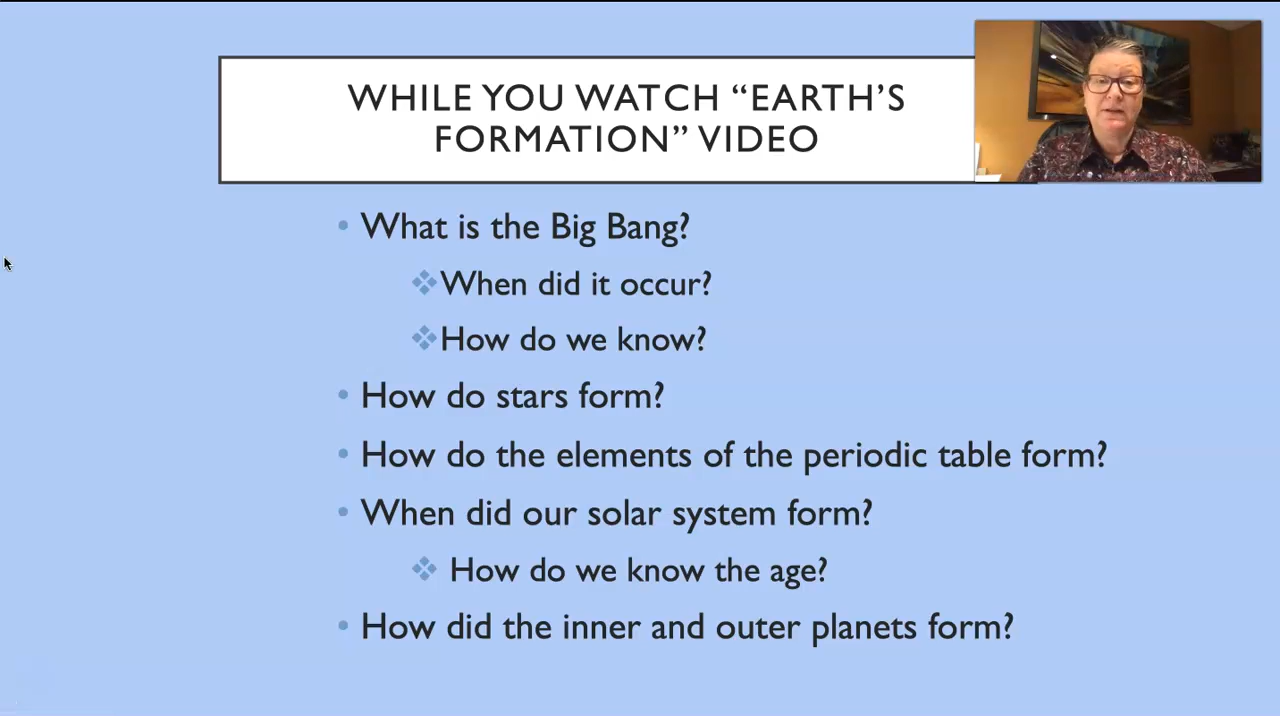 WHILE YOU WATCH “EARTH’S
FORMATION” VIDEO
What is the Big Bang?
When did it occur?
How do we know?
How do stars form?
How do the elements of the periodic table form?
When did our solar system form?
How do we know the age?
How did the inner and outer planets form?